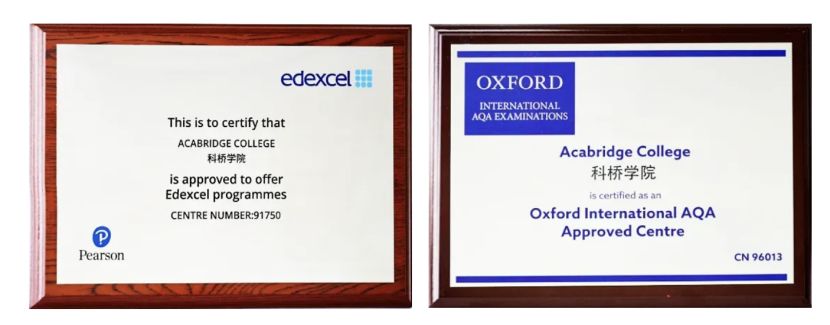 edexcel
This is to certify that
ACABRIDGE COLLEGE
科桥学院
is approved to offer
Edexcel programmes
CENTRE NUMBER:91750
Pearson
OXFORD
INTERNATIONAL
AQA EXAMINATIONS
Acabridge College
科桥学院
is certified as an
Oxford International AQA
Approved Centre
CN 96013